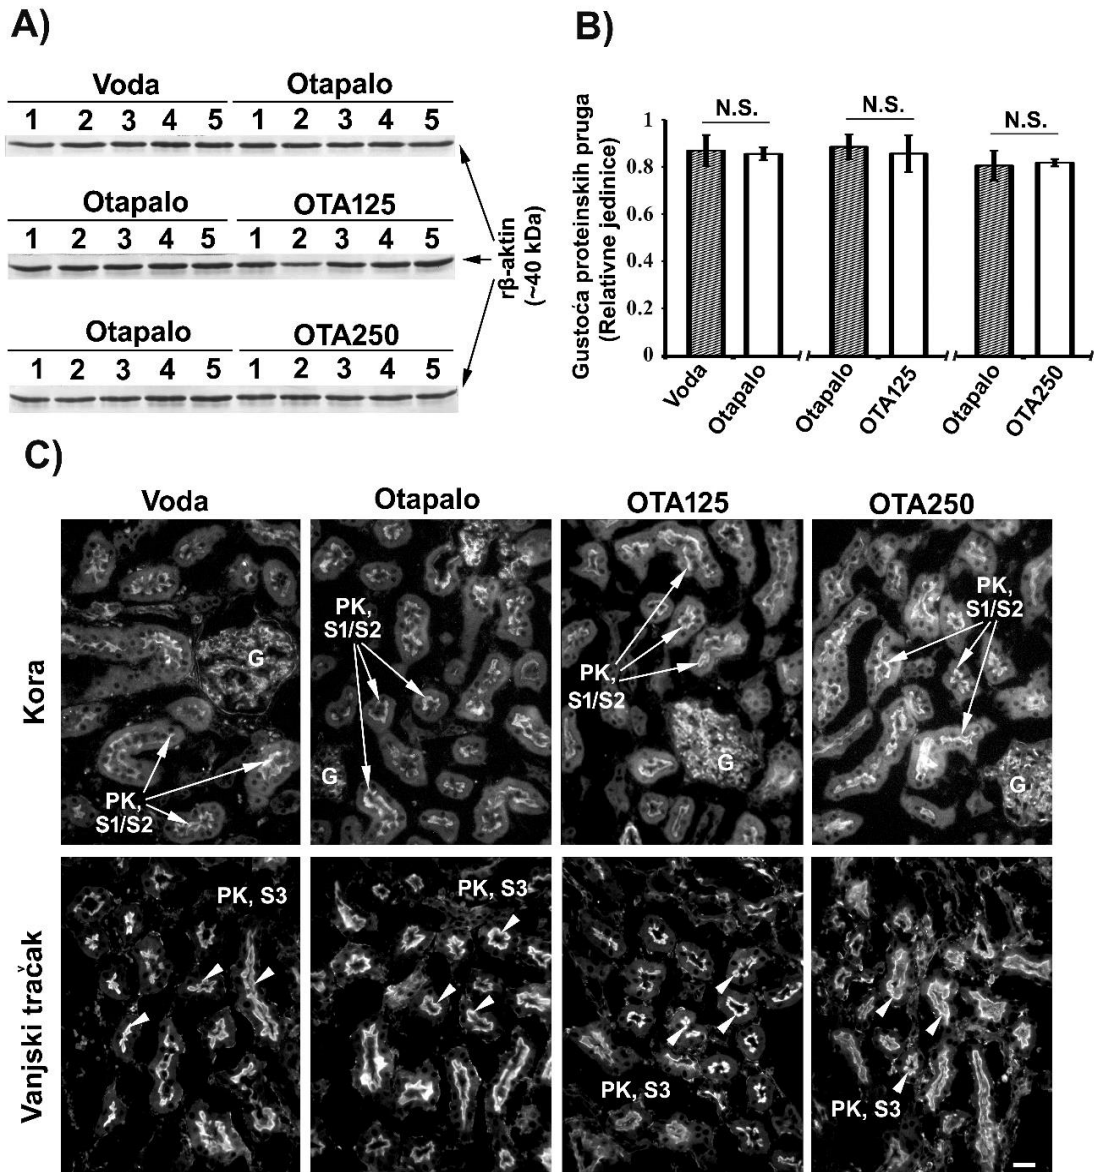 A)
Voda Otapalo
1 2 3 4 5 1 2 3 4 5
Otapalo OTA125
1 2 3 4 5 1 2 3 4 5
Otapalo OTA250
1 2 3 4 5 1 2 3 4 5
rβ-aktin
(~40 kDa)
B)
Gustoća proteinskih pruga
(Relativne jedinice)
1
0.8
0.6
0.4
0.2
0
N.S.
N.S.
N.S.
Voda
Otapalo
Otapalo
OTA125
Otapalo
OTA250
C)
Voda Otapalo OTA125 OTA250
Kora
G
PK,
S1/S2
PK,
S1/S2
G
PK,
S1/S2
G
PK,
S1/S2
G
Vanjski tračak
PK, S3
PK, S3
PK, S3
PK, S3